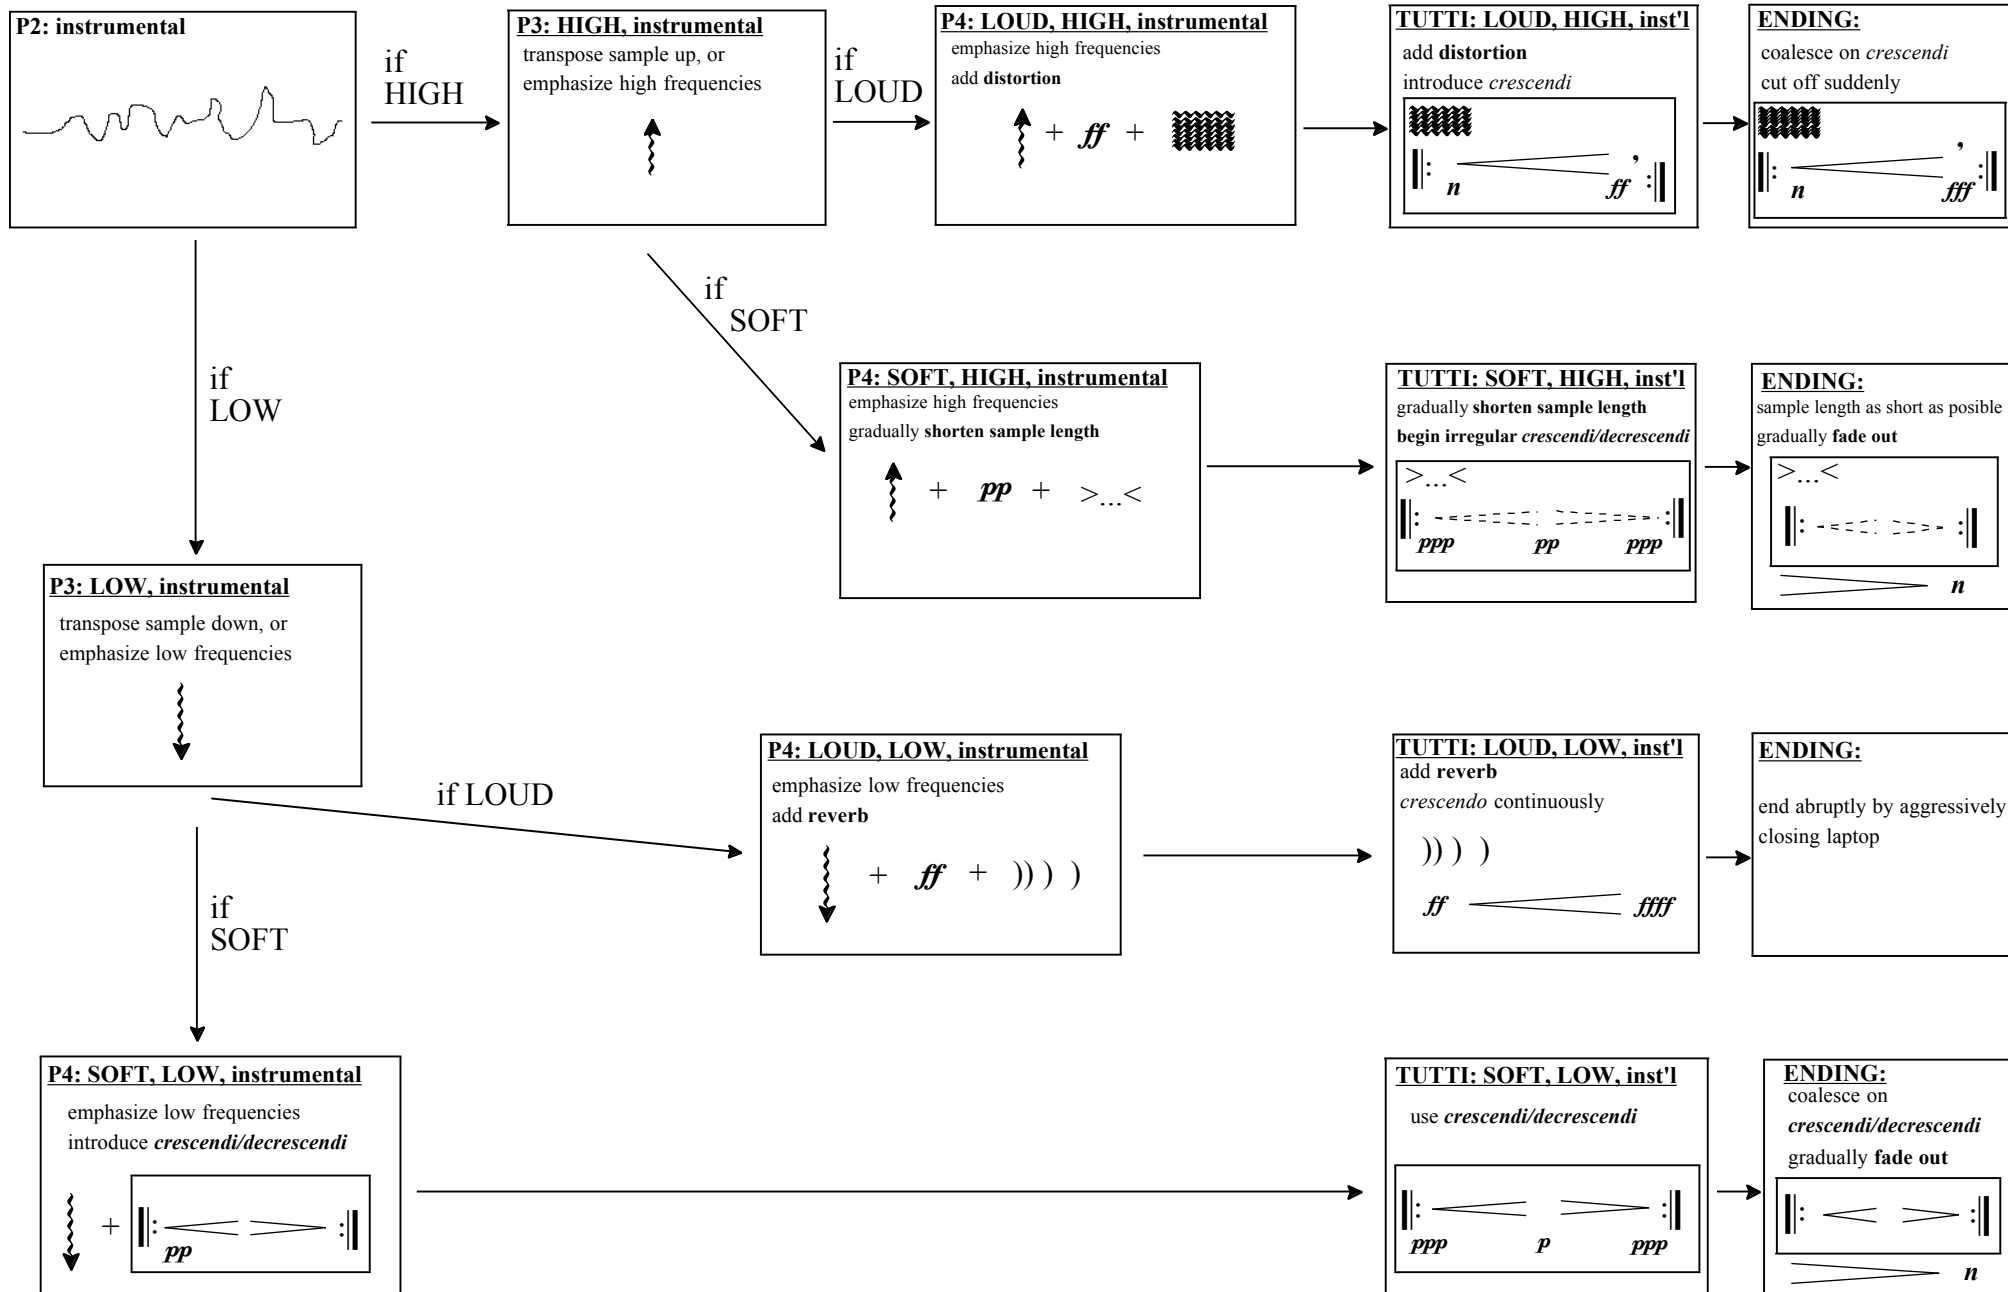 P2: instrumental
if
HIGH
P3: HIGH, instrumental
transpose sample up, or
emphasize high frequencies
if
LOUD
P4: LOUD, HIGH, instrumental
emphasize high frequencies
add distortion
+ ff +
TUTTI: LOUD, HIGH, inst'l
add distortion
introduce crescendi
n ff ,
ENDING:
coalesce on crescendi
cut off suddenly
n fff ,
if
SOFT
if
LOW
P4: SOFT, HIGH, instrumental
emphasize high frequencies
gradually shorten sample length
+ pp + >...<
TUTTI: SOFT, HIGH, inst'l
gradually shorten sample length
begin irregular crescendi/decrescendi
>...<
ppp pp ppp
ENDING:
sample length as short as posible
gradually fade out
>...<
n
P3: LOW, instrumental
transpose sample down, or
emphasize low frequencies
if LOUD
P4: LOUD, LOW, instrumental
emphasize low frequencies
add reverb
+ ff + )) ) )
TUTTI: LOUD, LOW, inst'l
add reverb
crescendo continuously
)) ) )
ff ffff
ENDING:
end abruptly by aggressively
closing laptop
if
SOFT
P4: SOFT, LOW, instrumental
emphasize low frequencies
introduce crescendi/decrescendi
+
pp
TUTTI: SOFT, LOW, inst'l
use crescendi/decrescendi
ppp p ppp
ENDING:
coalesce on
crescendi/decrescendi
gradually fade out
n